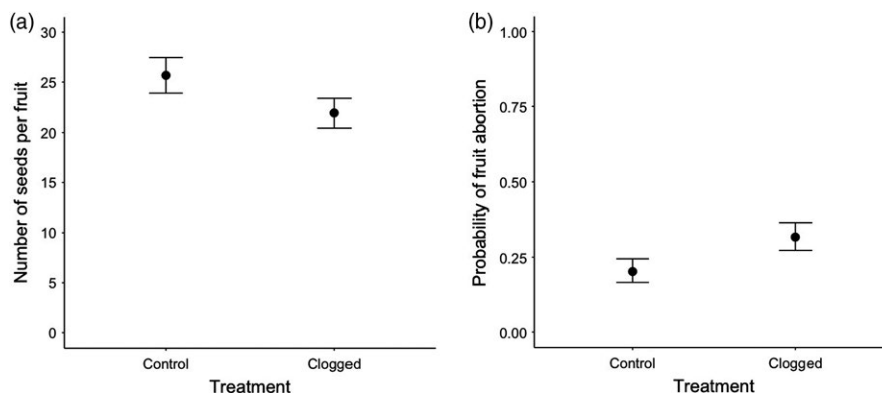 (a)
Number of seeds per fruit
30
25
20
15
10
5
0
Control
Clogged
Treatment
(b)
Probability of fruit abortion
1.00
0.75
0.50
0.25
0.00
Control
Clogged
Treatment